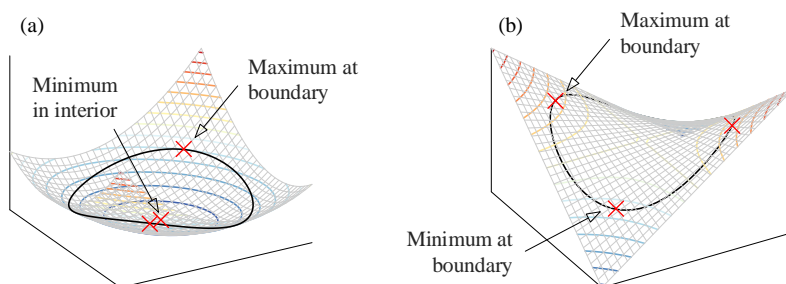 (a)
Maximum at
boundary
Minimum
in interior
(b)
Maximum at
boundary
Minimum at
boundary